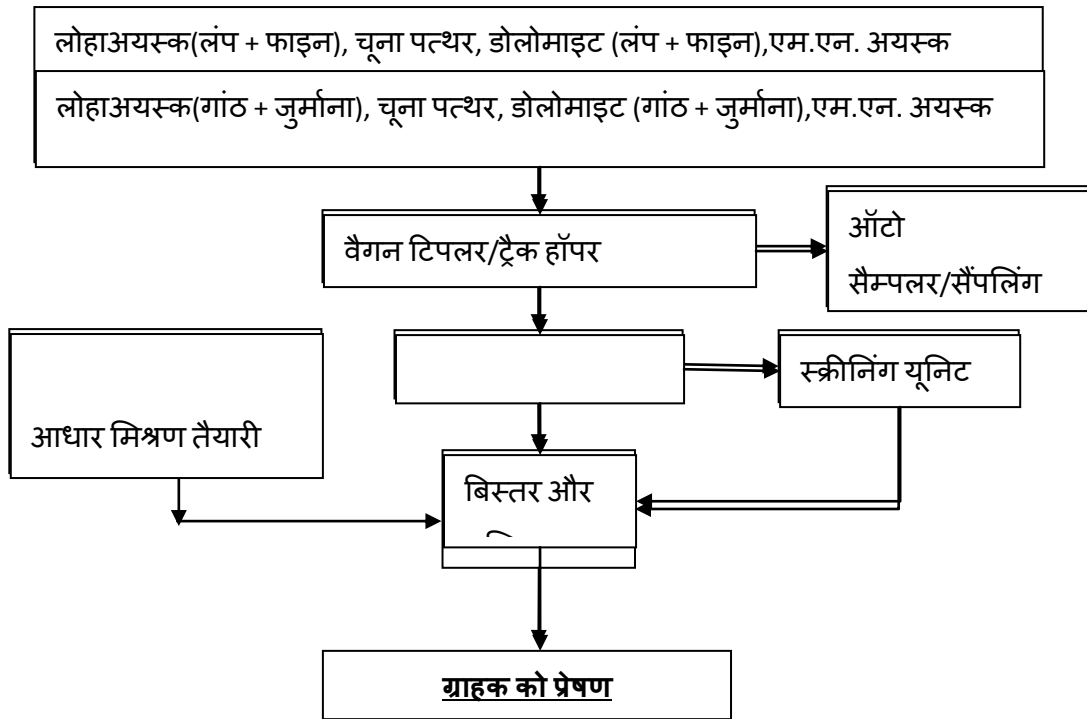 लोहाअयस्क(लंप + फाइन), चूना पत्थर, डोलोमाइट (लंप + फाइन),एम.एन. अयस्क
लोहाअयस्क(गांठ + जुर्माना), चूना पत्थर, डोलोमाइट (गांठ + जुर्माना),एम.एन. अयस्क
वैगन टिपलर/ट्रैक हॉपर
ऑटो
सैम्पलर/सैंपलिंग
स्क्रीनिंग यूनिट
आधार मिश्रण तैयारी
बिस्तर और
ग्राहक को प्रेषण